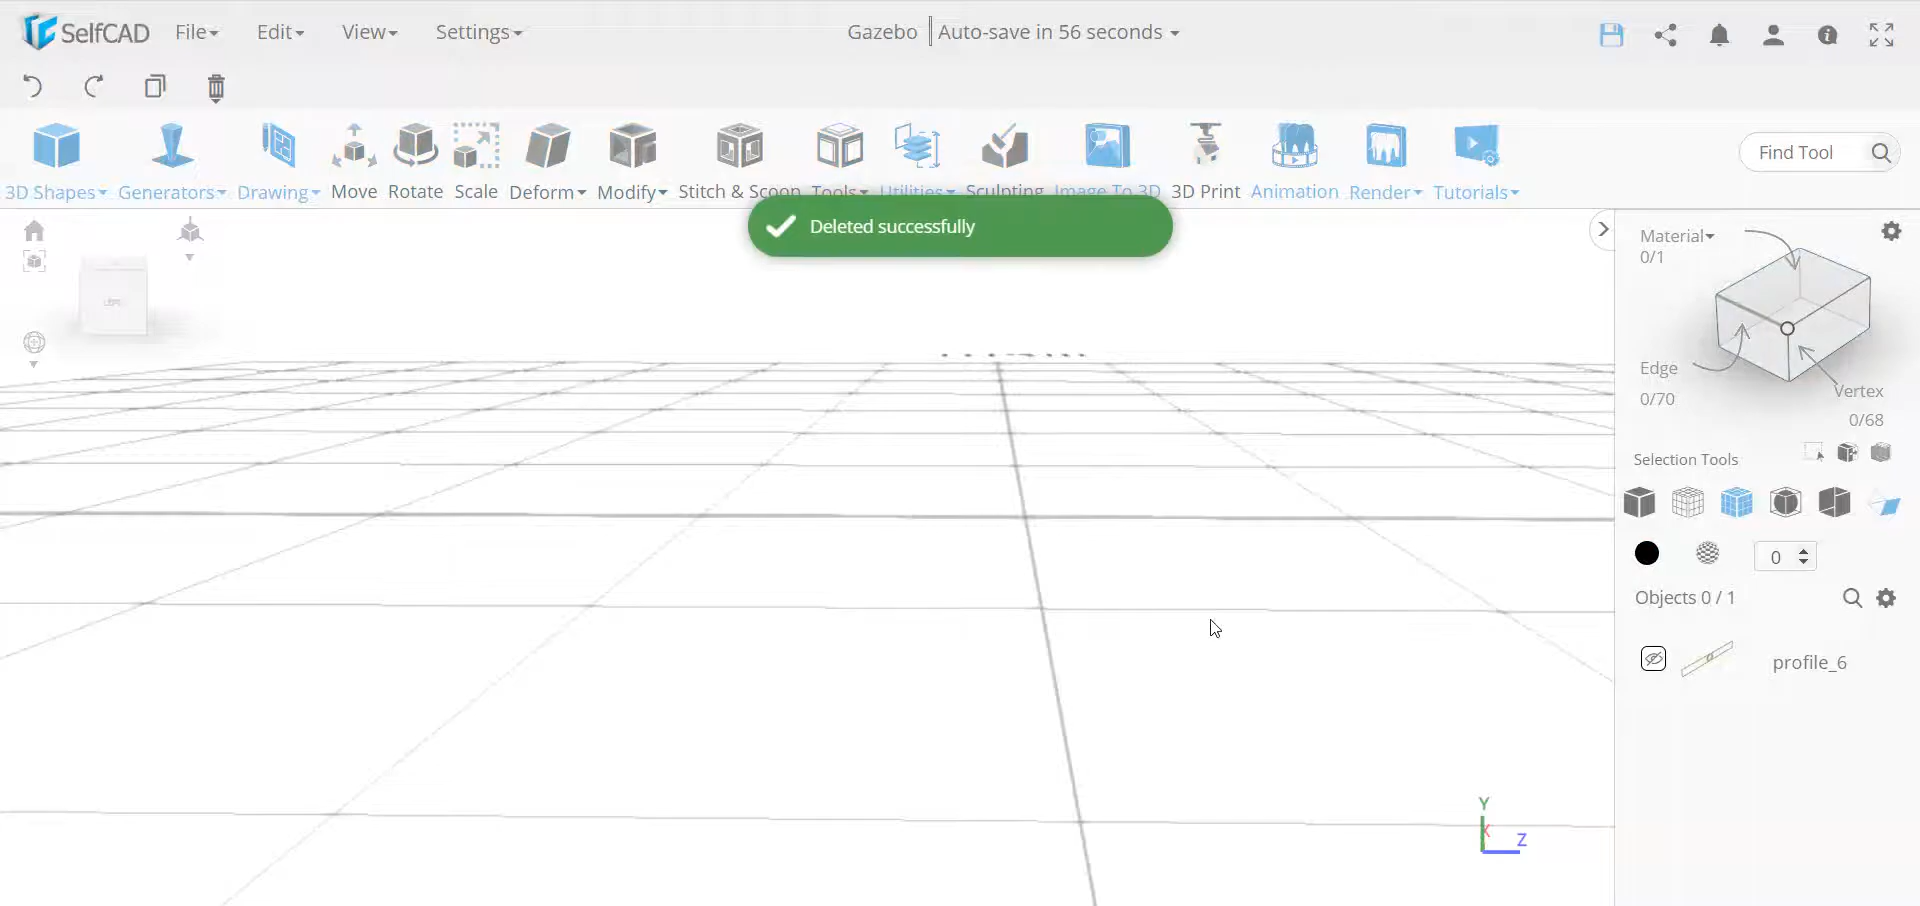 SelfCAD File Edit View Settings Gazebo Auto-save in 56 seconds
3D Shapes Generators Drawing Move Rotate Scale Deform Modify Stitch & Scoop Tools Utilities Sculpting Image To 3D 3D Print Animation Render Tutorials
Find Tool
Deleted successfully
LEFT
Material
0/1
Edge
0/70
Vertex
0/68
Selection Tools
0
Objects 0 / 1
profile_6
Y
X
Z